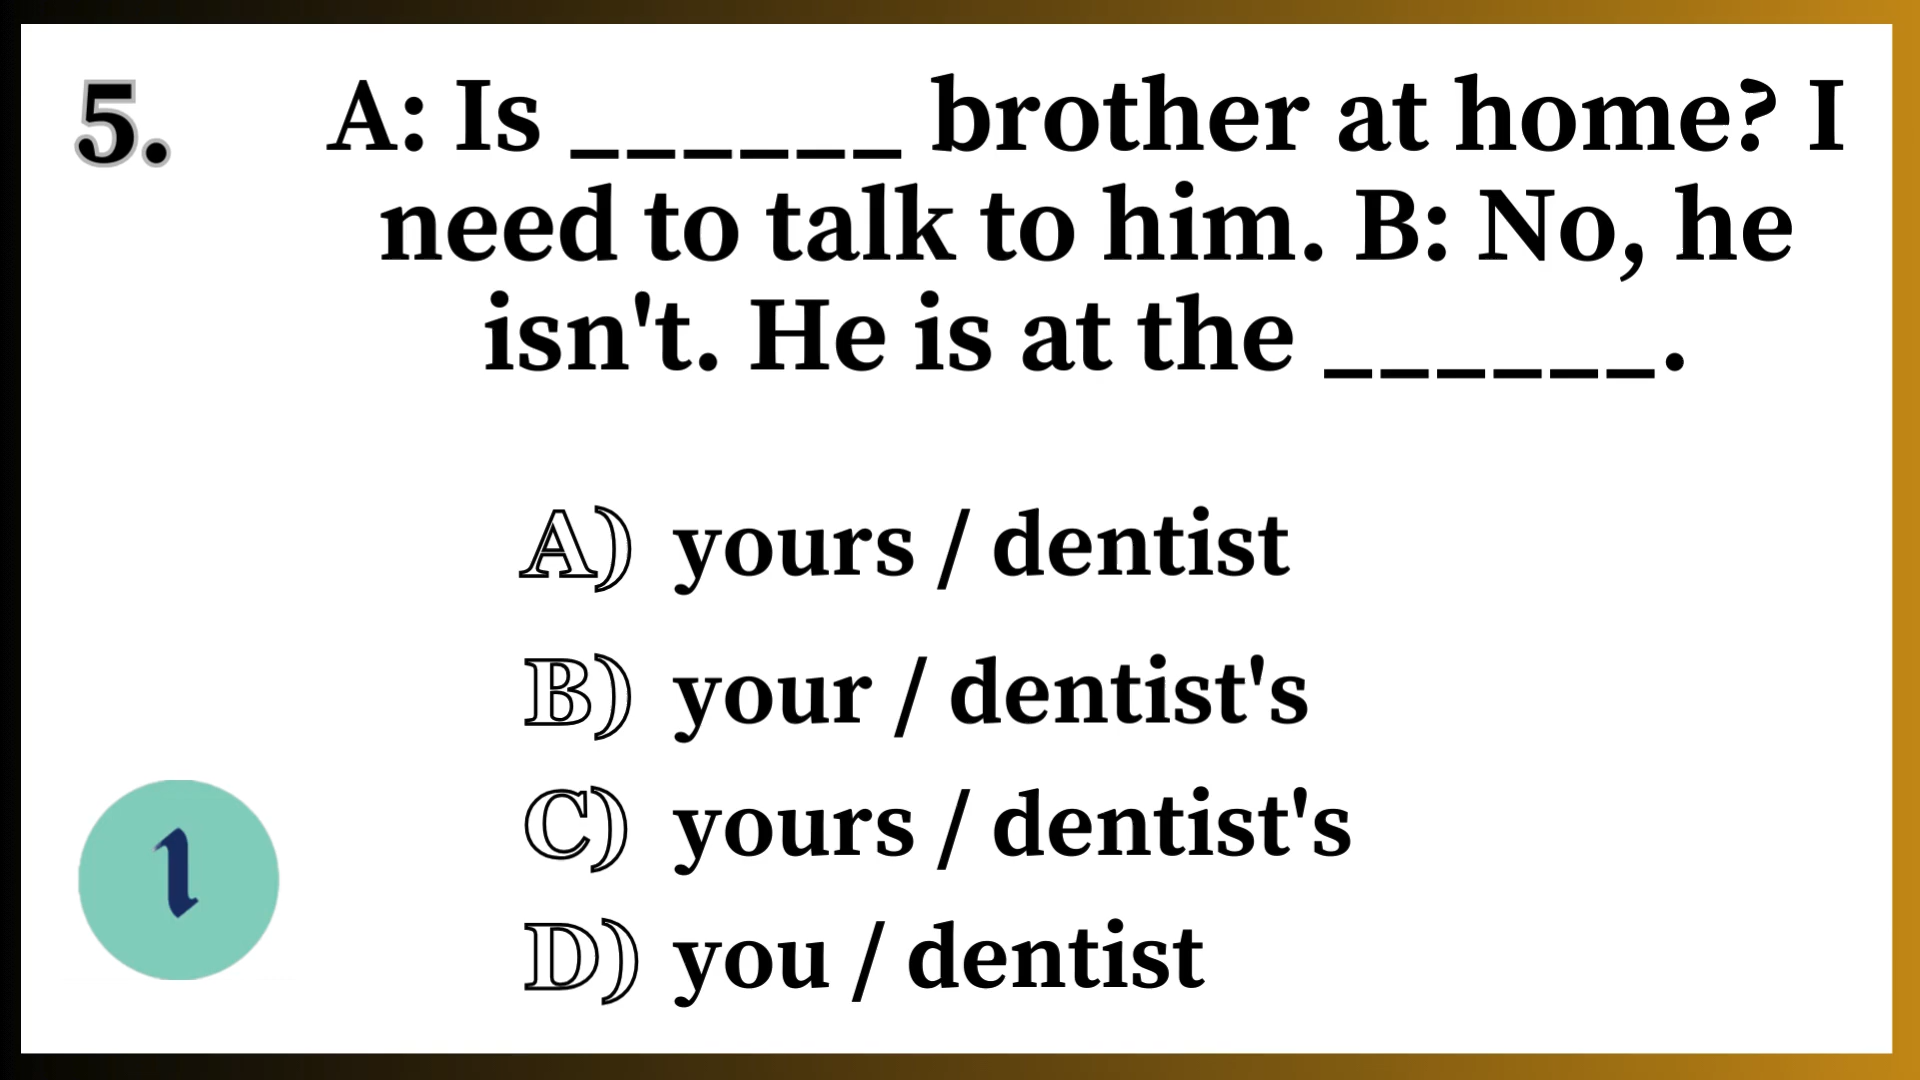 5.
A: Is ______ brother at home? I
need to talk to him. B: No, he
isn't. He is at the ______.
A) yours / dentist
B) your / dentist's
C) yours / dentist's
D) you / dentist
1